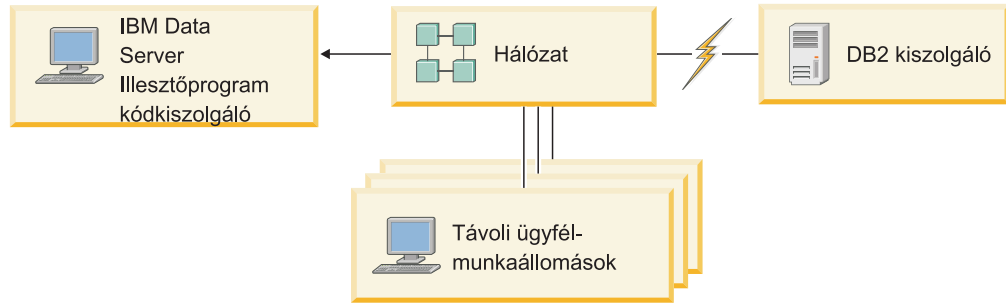 IBM Data
Server
Illesztőprogram
kódkiszolgáló
Hálózat
DB2 kiszolgáló
Távoli ügyfél-
munkaállomások